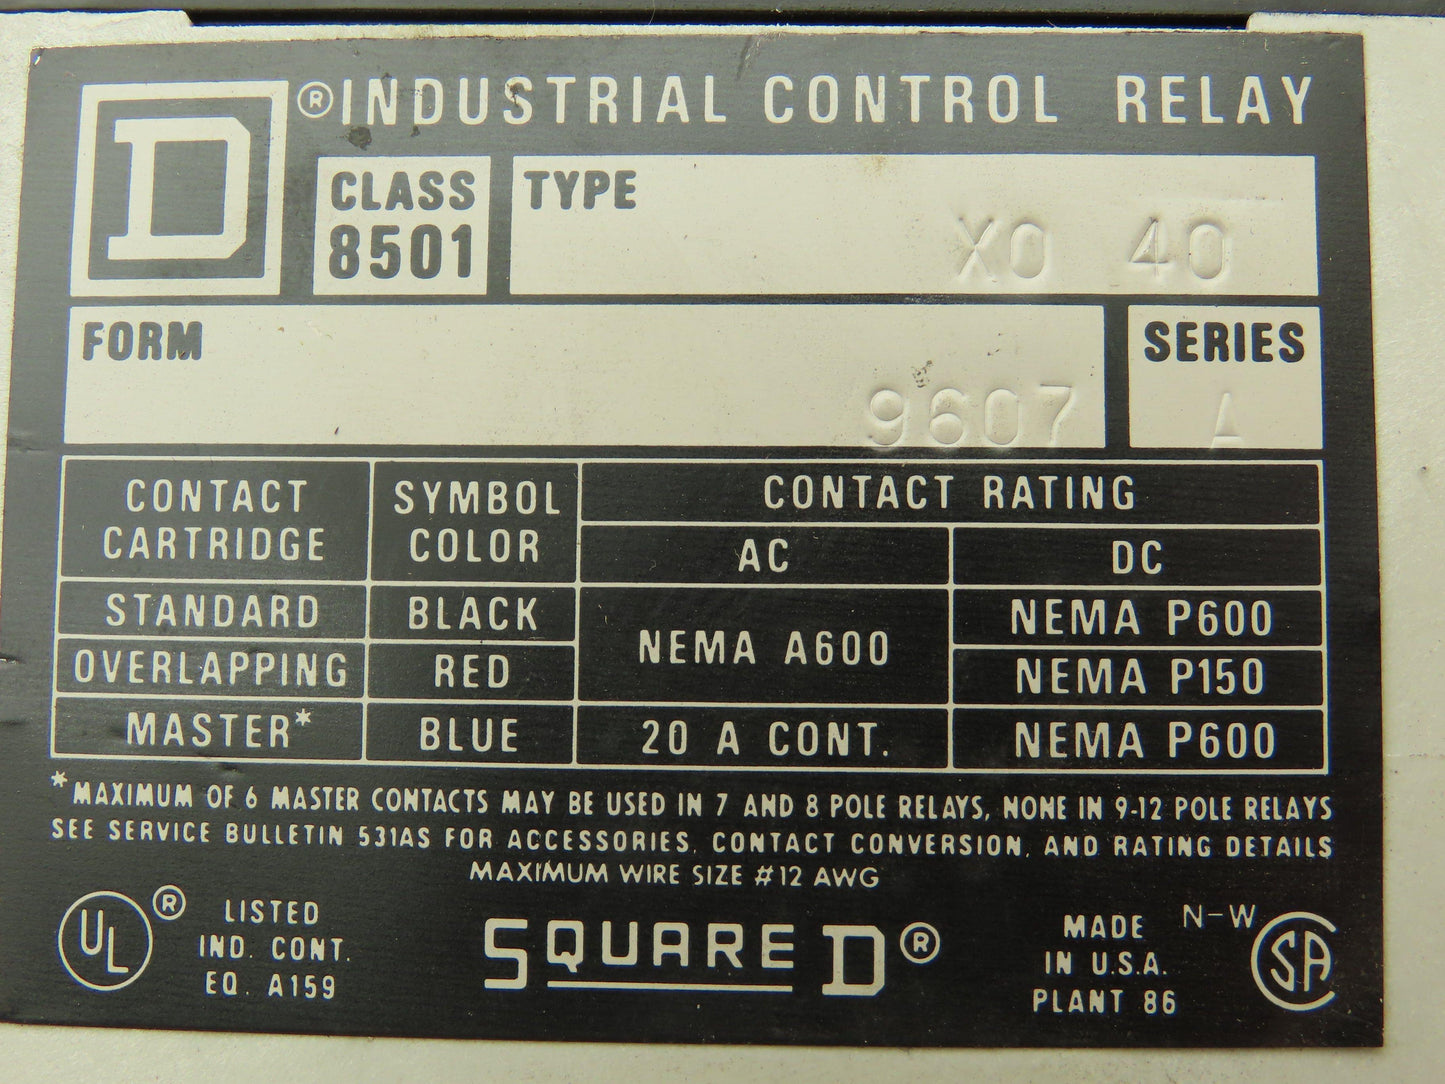 D ® INDUSTRIAL CONTROL RELAY
CLASS 8501
TYPE XO 40
FORM 9607
SERIES A
CONTACT CARTRIDGE
SYMBOL COLOR
CONTACT RATING
AC DC
STANDARD BLACK NEMA A600 NEMA P600
OVERLAPPING RED NEMA P150
MASTER* BLUE 20 A CONT. NEMA P600
*MAXIMUM OF 6 MASTER CONTACTS MAY BE USED IN 7 AND 8 POLE RELAYS, NONE IN 9-12 POLE RELAYS
SEE SERVICE BULLETIN 531AS FOR ACCESSORIES, CONTACT CONVERSION, AND RATING DETAILS
MAXIMUM WIRE SIZE #12 AWG
UL ® LISTED
IND. CONT.
EQ. A159
SQUARE D ®
MADE
IN U.S.A.
PLANT 86
N-W
CSA